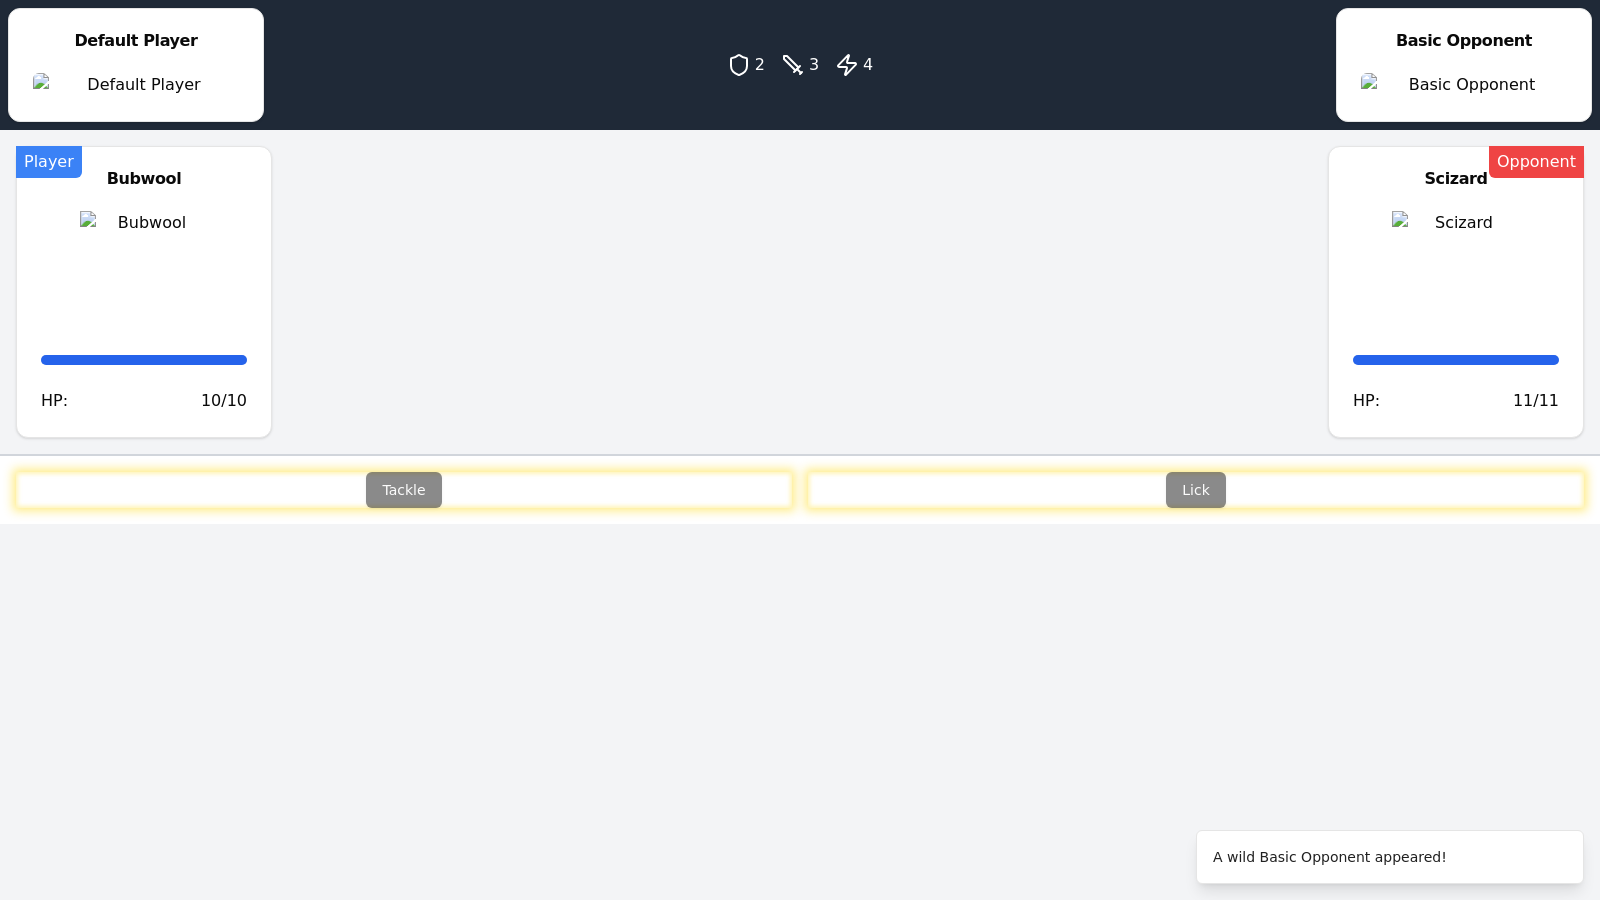 Default Player
Default Player
2 3 4
Basic Opponent
Basic Opponent
Player
Bubwool
Bubwool
HP: 10/10
Opponent
Scizard
Scizard
HP: 11/11
Tackle
Lick
A wild Basic Opponent appeared!